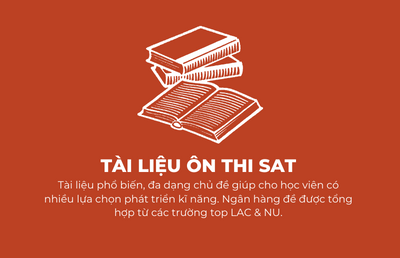 TÀI LIỆU ÔN THI SAT
Tài liệu phổ biến, đa dạng chủ đề giúp cho học viên có
nhiều lựa chọn phát triển kĩ năng. Ngân hàng đề được tổng
hợp từ các trường top LAC & NU.